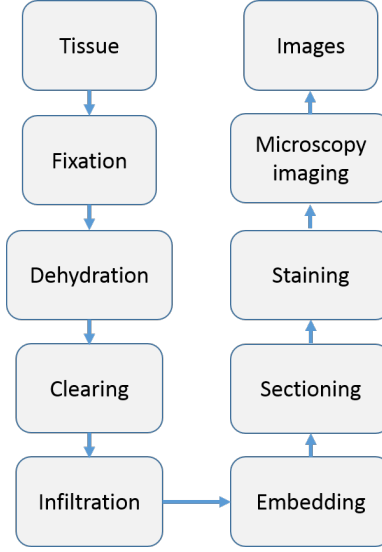 Tissue
Fixation
Dehydration
Clearing
Infiltration
Embedding
Sectioning
Staining
Microscopy
imaging
Images